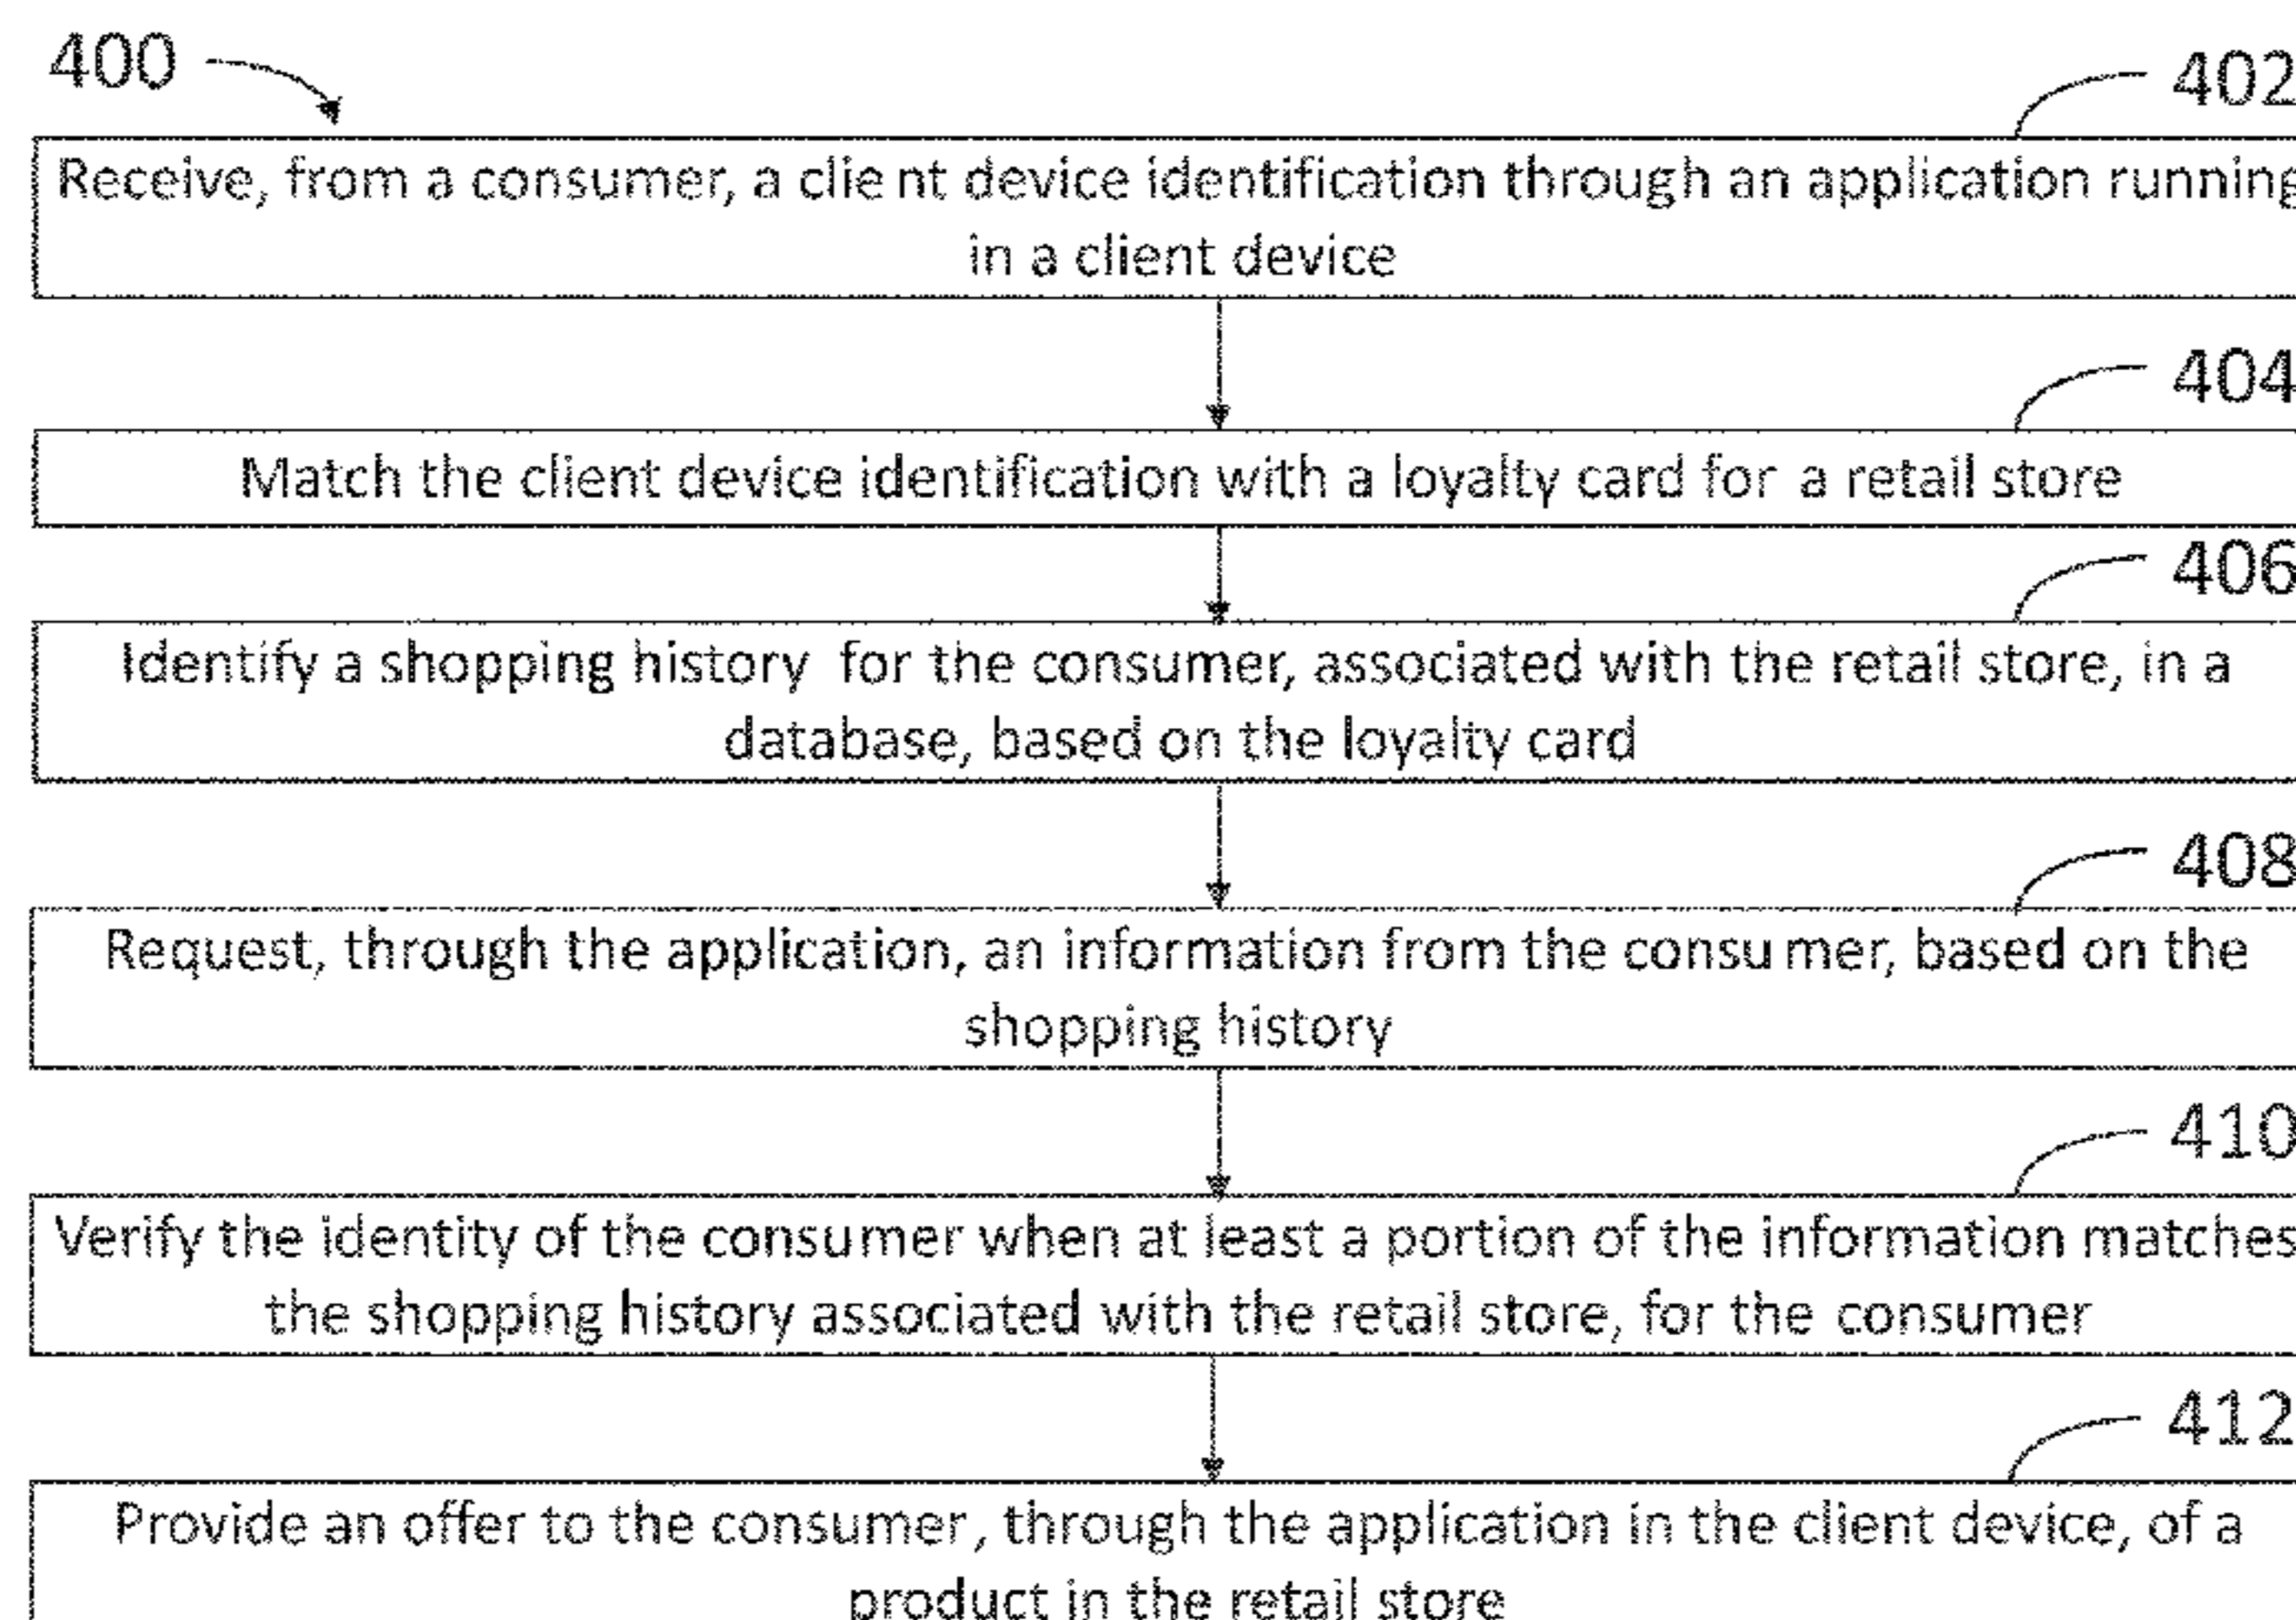 400
402
Receive, from a consumer, a client device identification through an application running
in a client device
404
Match the client device identification with a loyalty card for a retail store
406
Identify a shopping history for the consumer, associated with the retail store, in a
database, based on the loyalty card
408
Request, through the application, an information from the consumer, based on the
shopping history
410
Verify the identity of the consumer when at least a portion of the information matches
the shopping history associated with the retail store, for the consumer
412
Provide an offer to the consumer, through the application in the client device, of a
product in the retail store